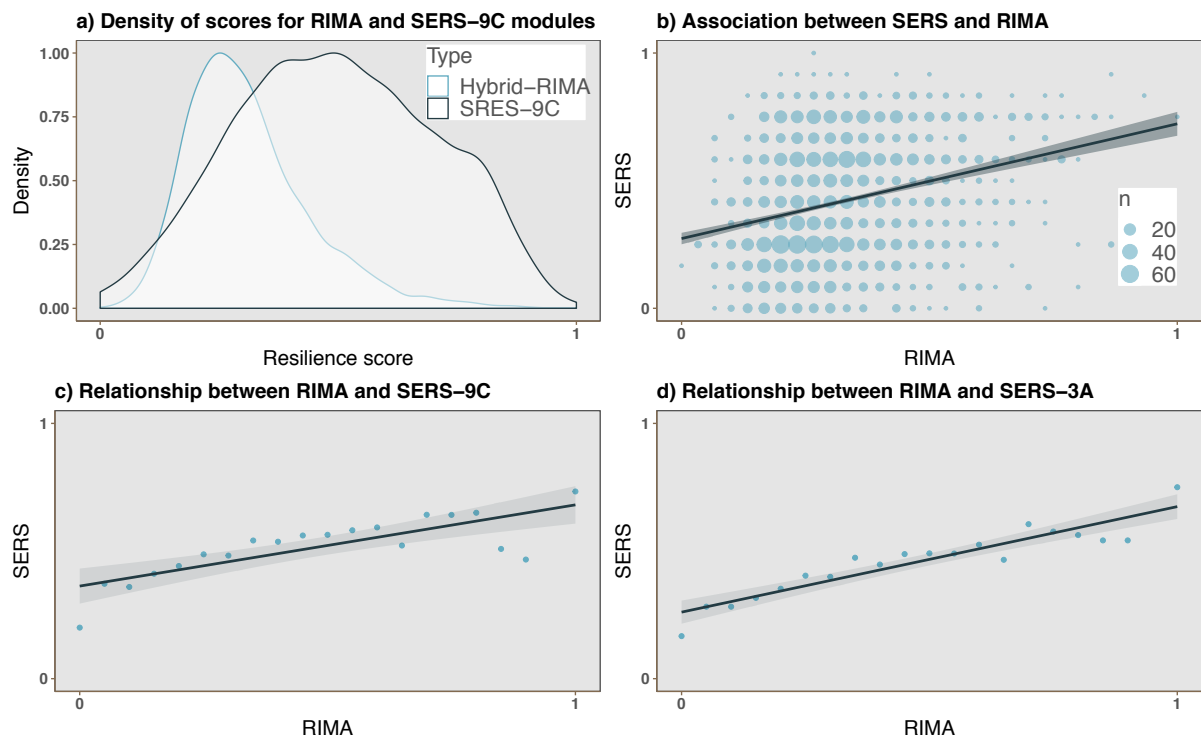 a) Density of scores for RIMA and SERS−9C modules
1.00
0.75
0.50
0.25
0.00
Density
0
1
Resilience score
Type
Hybrid−RIMA
SRES−9C
b) Association between SERS and RIMA
1
0
SERS
0
1
RIMA
n
20
40
60
c) Relationship between RIMA and SERS−9C
1
0
SERS
0
1
RIMA
d) Relationship between RIMA and SERS−3A
1
0
SERS
0
1
RIMA